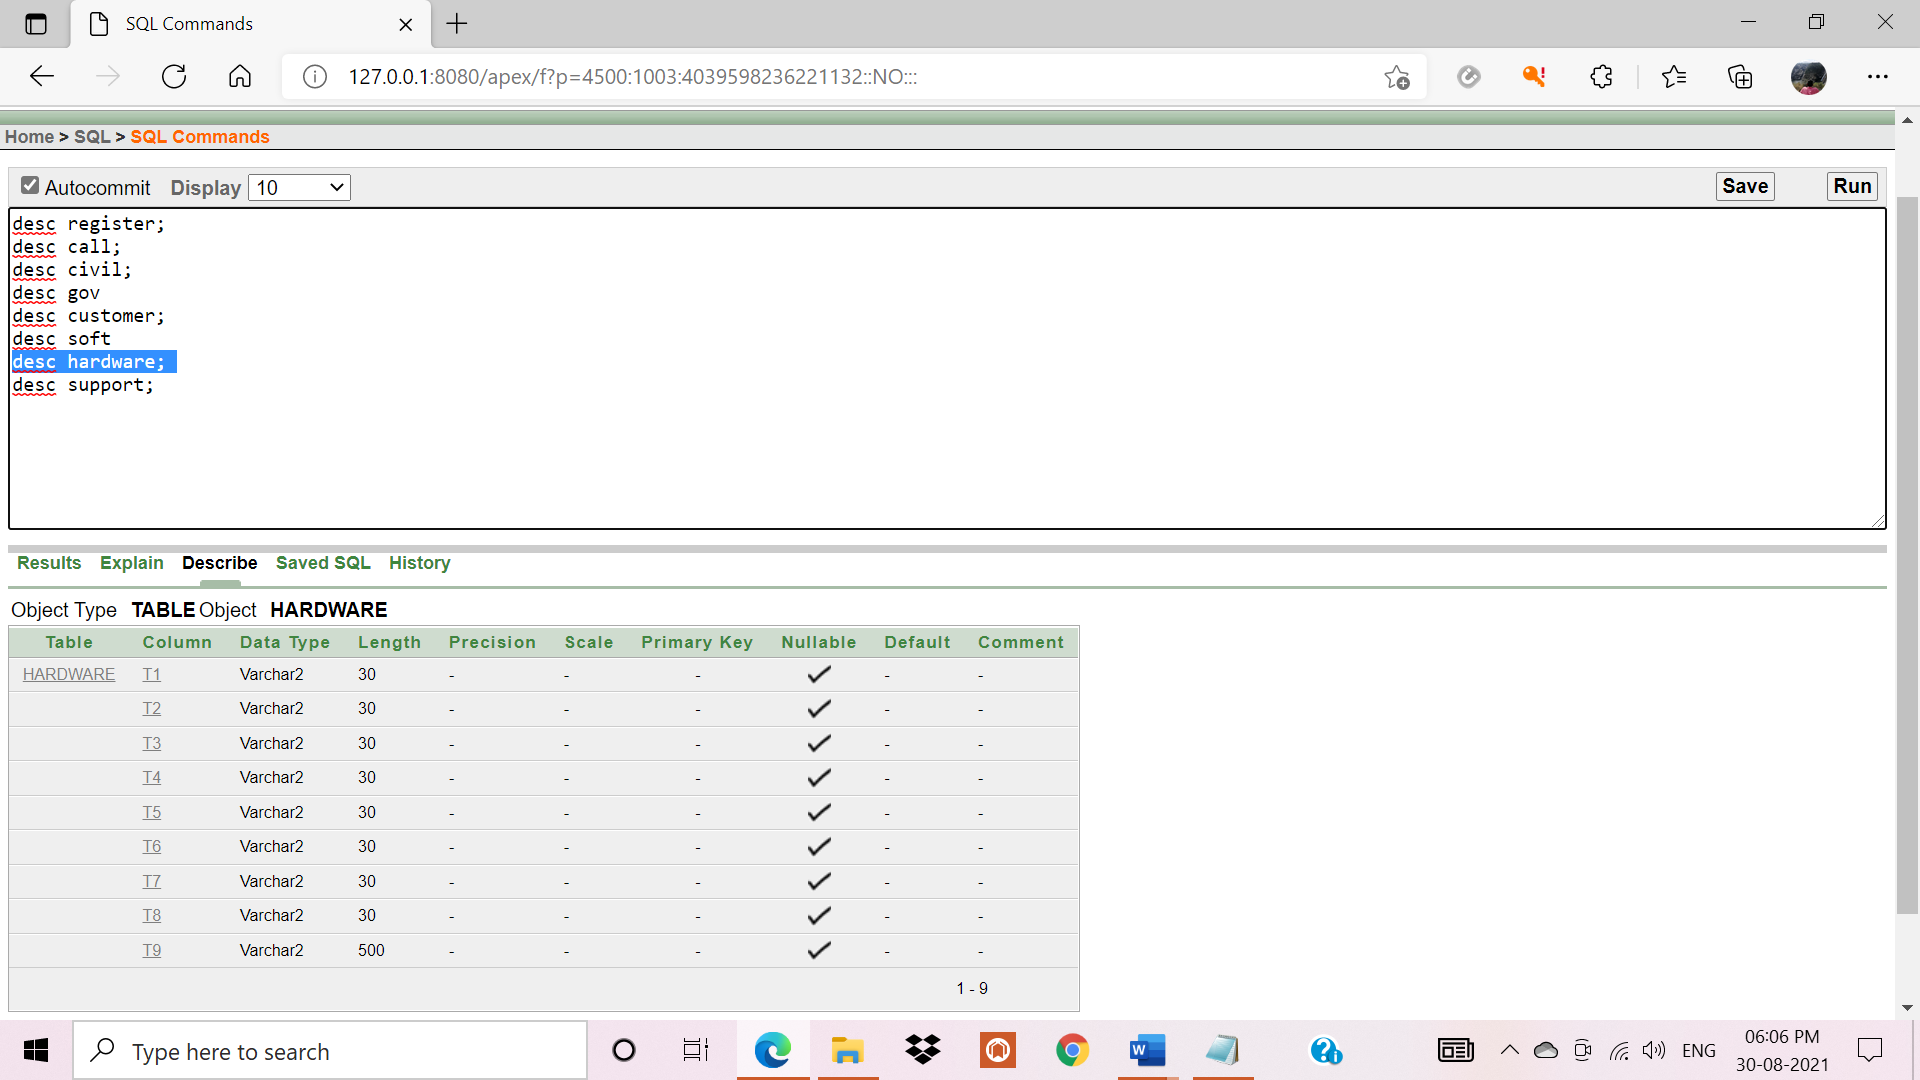 SQL Commands
127.0.0.1:8080/apex/f?p=4500:1003:4039598236221132::NO:::
Home > SQL > SQL Commands
Autocommit Display 10 Save Run
desc register;
desc call;
desc civil;
desc gov
desc customer;
desc soft
desc hardware;
desc support;
Results Explain Describe Saved SQL History
Object Type TABLE Object HARDWARE
Table Column Data Type Length Precision Scale Primary Key Nullable Default Comment
HARDWARE T1 Varchar2 30 - - - - -
T2 Varchar2 30 - - - - -
T3 Varchar2 30 - - - - -
T4 Varchar2 30 - - - - -
T5 Varchar2 30 - - - - -
T6 Varchar2 30 - - - - -
T7 Varchar2 30 - - - - -
T8 Varchar2 30 - - - - -
T9 Varchar2 500 - - - - -
1 - 9
Type here to search
W
ENG
06:06 PM
30-08-2021